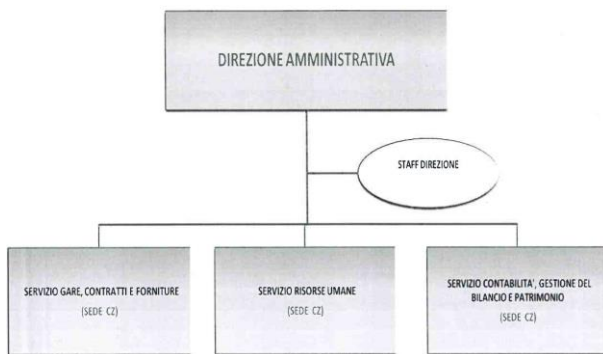 DIREZIONE AMMINISTRATIVA
STAFF DIREZIONE
SERVIZIO GARE, CONTRATTI E FORNITURE
(SEDE CZ)
SERVIZIO RISORSE UMANE
(SEDE CZ)
SERVIZIO CONTABILITA', GESTIONE DEL
BILANCIO E PATRIMONIO
(SEDE CZ)